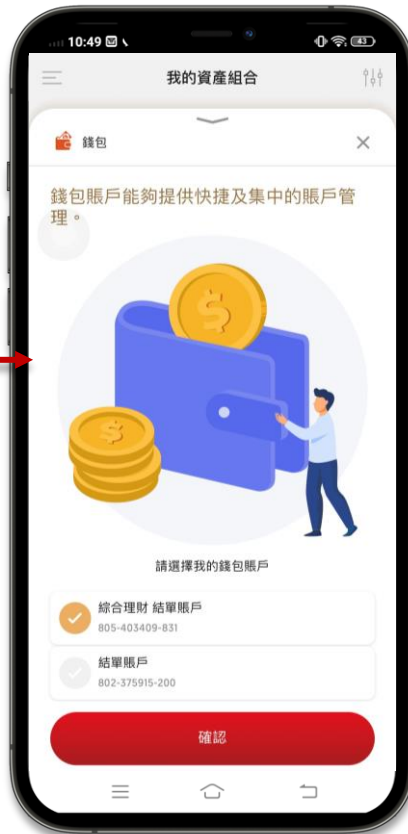 10:49
43
我的資產組合
錢包
錢包賬戶能夠提供快捷及集中的賬戶管
理。
$
$
請選擇我的錢包賬戶
綜合理財 結單賬戶
805-403409-831
結單賬戶
802-375915-200
確認